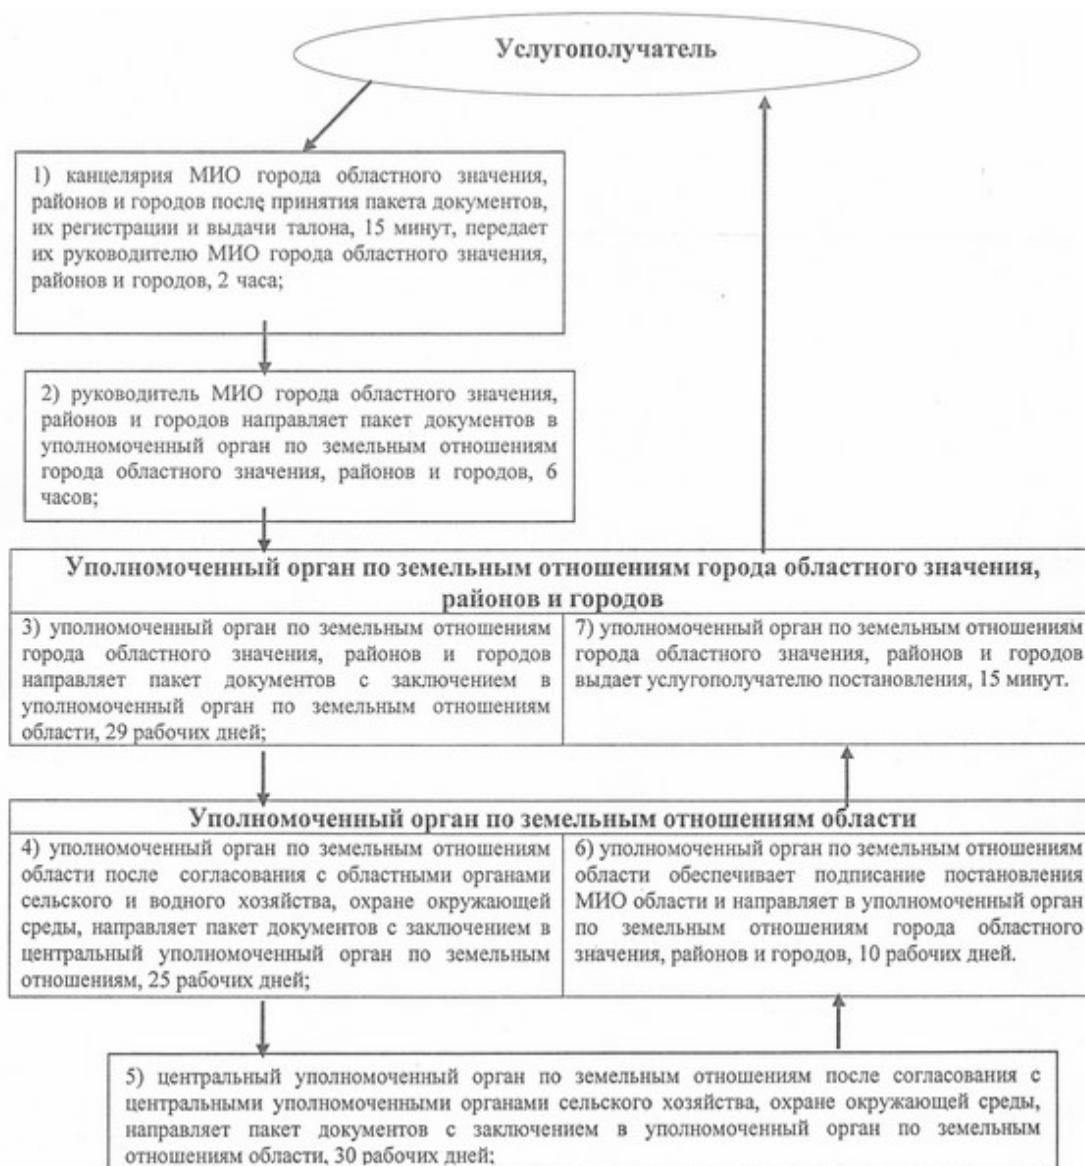 Услугополучатель
1) канцелярия МИО города областного значения,
районов и городов после принятия пакета документов,
их регистрации и выдачи талона, 15 минут, передает
их руководителю МИО города областного значения,
районов и городов, 2 часа;
2) руководитель МИО города областного значения,
районов и городов направляет пакет документов в
уполномоченный орган по земельным отношениям
города областного значения, районов и городов, 6
часов;
Уполномоченный орган по земельным отношениям города областного значения,
районов и городов
3) уполномоченный орган по земельным отношениям
города областного значения, районов и городов
направляет пакет документов с заключением в
уполномоченный орган по земельным отношениям
области, 29 рабочих дней;
7) уполномоченный орган по земельным отношениям
города областного значения, районов и городов
выдает услугополучателю постановления, 15 минут.
Уполномоченный орган по земельным отношениям области
4) уполномоченный орган по земельным отношениям
области после согласования с областными органами
сельского и водного хозяйства, охране окружающей
среды, направляет пакет документов с заключением в
центральный уполномоченный орган по земельным
отношениям, 25 рабочих дней;
6) уполномоченный орган по земельным отношениям
области обеспечивает подписание постановления
МИО области и направляет в уполномоченный орган
по земельным отношениям города областного
значения, районов и городов, 10 рабочих дней.
5) центральный уполномоченный орган по земельным отношениям после согласования с
центральными уполномоченными органами сельского хозяйства, охране окружающей среды,
направляет пакет документов с заключением в уполномоченный орган по земельным
отношениям области, 30 рабочих дней;